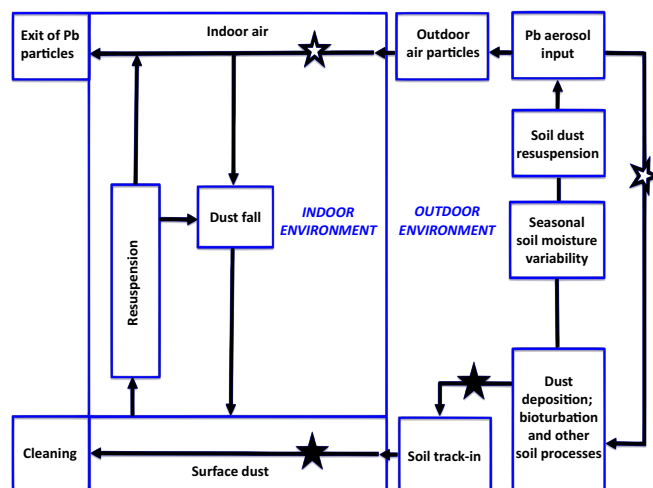 Exit of Pb
particles
Indoor air
Outdoor
air particles
Pb aerosol
input
Soil dust
resuspension
Seasonal
soil moisture
variability
Dust fall
INDOOR
ENVIRONMENT
OUTDOOR
ENVIRONMENT
Resuspension
Dust
deposition;
bioturbation
and other
soil processes
Cleaning
Surface dust
Soil track-in